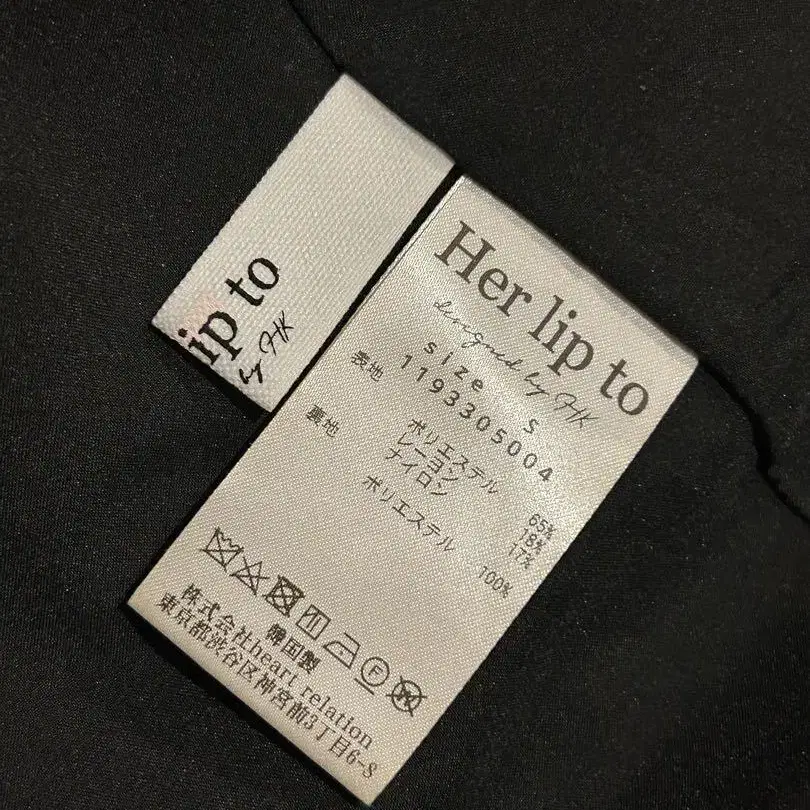 lip to
by HK
Her lip to
designed by HK
size S
1193305004
表地 ポリエステル 65%
レーヨン 18%
ナイロン 17%
裏地 ポリエステル 100%
F
W
韓国製
株式会社heart relation
東京都渋谷区神宮前3丁目6-8